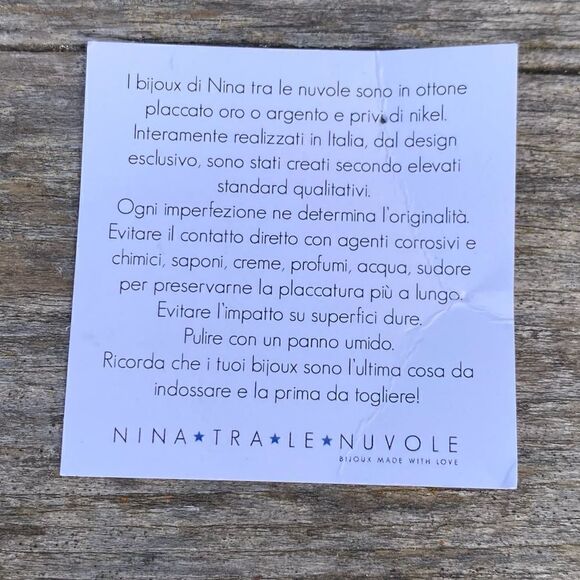 I bijoux di Nina tra le nuvole sono in ottone
placcato oro o argento e privi di nikel.
Interamente realizzati in Italia, dal design
esclusivo, sono stati creati secondo elevati
standard qualitativi.
Ogni imperfezione ne determina l'originalità.
Evitare il contatto diretto con agenti corrosivi e
chimici, saponi, creme, profumi, acqua, sudore
per preservarne la placcatura più a lungo.
Evitare l'impatto su superfici dure.
Pulire con un panno umido.
Ricorda che i tuoi bijoux sono l'ultima cosa da
indossare e la prima da togliere!
NINA★TRA★LE★NUVOLE
BIJOUX MADE WITH LOVE